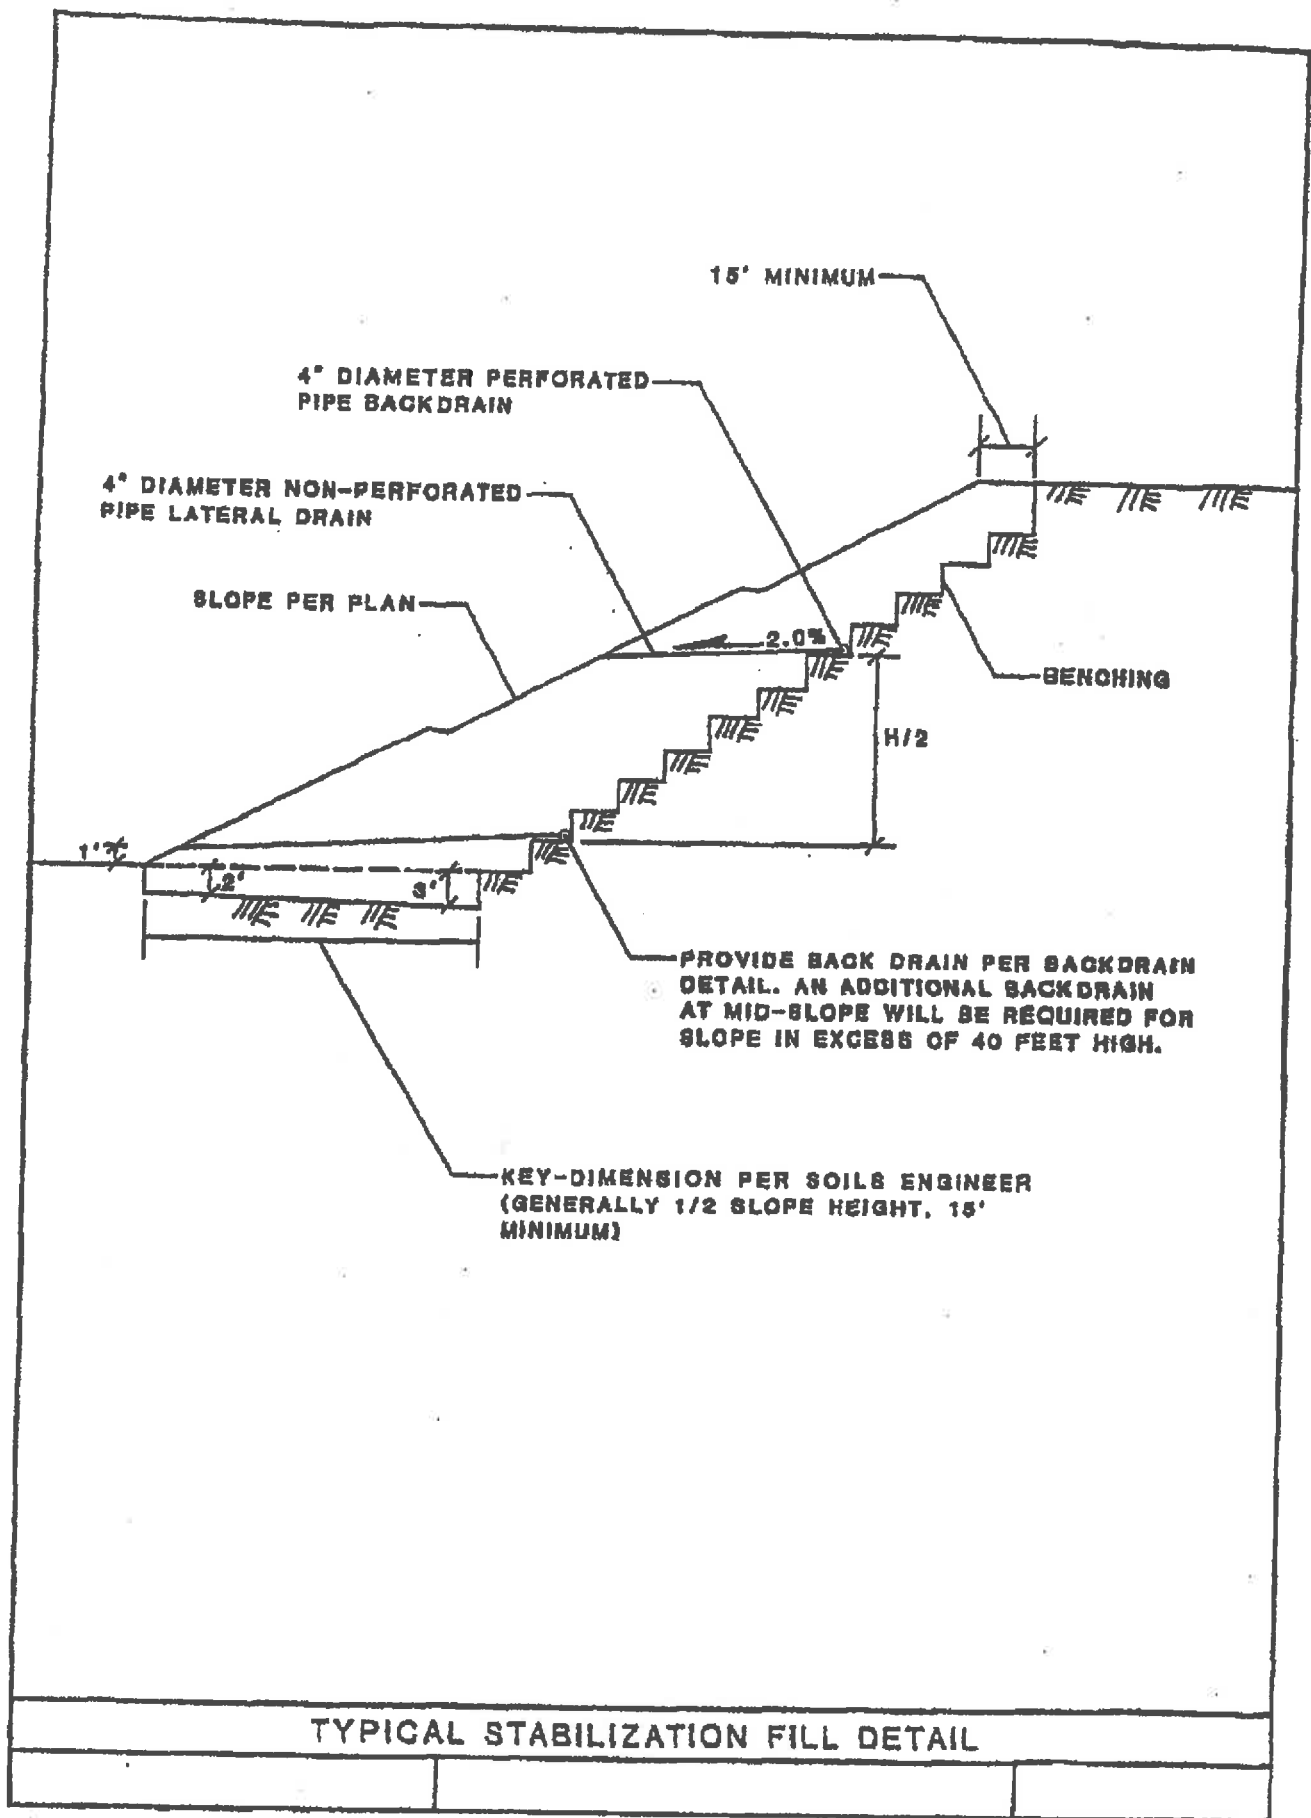 15' MINIMUM
4" DIAMETER PERFORATED
PIPE BACKDRAIN
4" DIAMETER NON-PERFORATED
PIPE LATERAL DRAIN
SLOPE PER PLAN
2.0%
BENCHING
H/2
1'
2'
3'
PROVIDE BACK DRAIN PER BACKDRAIN
DETAIL. AN ADDITIONAL BACKDRAIN
AT MID-SLOPE WILL BE REQUIRED FOR
SLOPE IN EXCESS OF 40 FEET HIGH.
KEY-DIMENSION PER SOILS ENGINEER
(GENERALLY 1/2 SLOPE HEIGHT, 15'
MINIMUM)
TYPICAL STABILIZATION FILL DETAIL